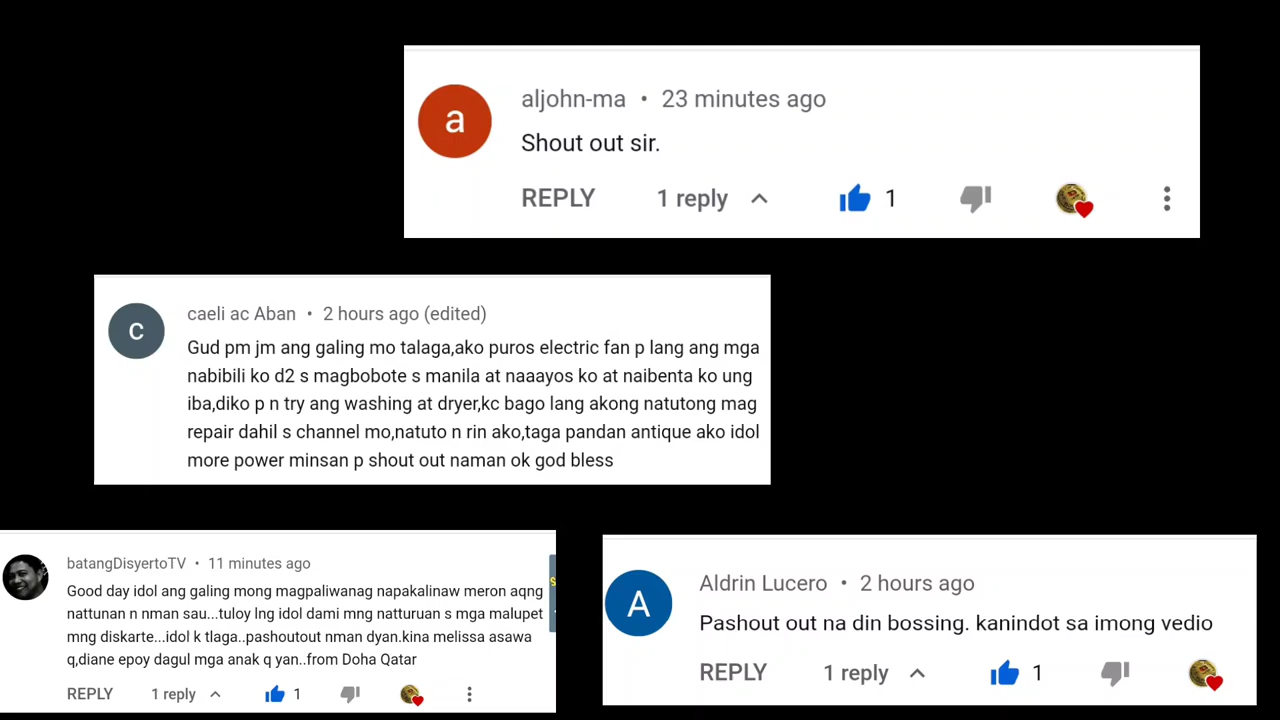 a
aljohn-ma • 23 minutes ago
Shout out sir.
REPLY 1 reply 1
c
caeli ac Aban • 2 hours ago (edited)
Gud pm jm ang galing mo talaga,ako puros electric fan p lang ang mga
nabibili ko d2 s magbobote s manila at naaayos ko at naibenta ko ung
iba,diko p n try ang washing at dryer,kc bago lang akong natutong mag
repair dahil s channel mo,natuto n rin ako,taga pandan antique ako idol
more power minsan p shout out naman ok god bless
batangDisyertoTV • 11 minutes ago
Good day idol ang galing mong magpaliwanag napakalinaw meron aqng
nattunan n nman sau...tuloy lng idol dami mng natturuan s mga malupet
mng diskarte...idol k tlaga..pashoutout nman dyan.kina melissa asawa
q,diane epoy dagul mga anak q yan..from Doha Qatar
REPLY 1 reply 1
A
Aldrin Lucero • 2 hours ago
Pashout out na din bossing. kanindot sa imong vedio
REPLY 1 reply 1